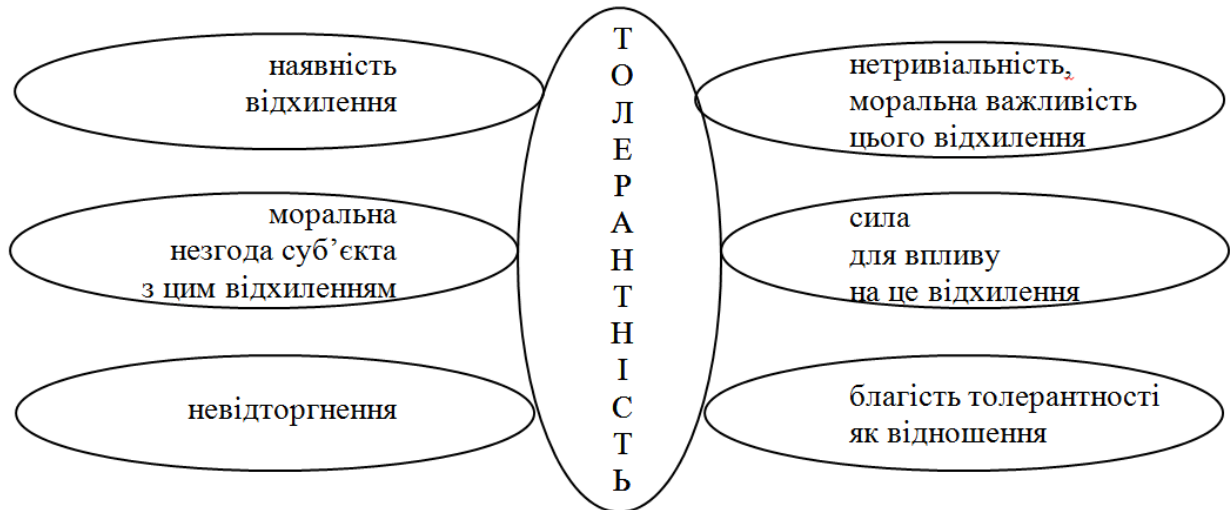 наявність
відхилення
моральна
незгода суб’єкта
з цим відхиленням
невідторгнення
Т
О
Л
Е
Р
А
Н
Т
Н
І
С
Т
Ь
нетривіальність,
моральна важливість
цього відхилення
сила
для впливу
на це відхилення
благість толерантності
як відношення